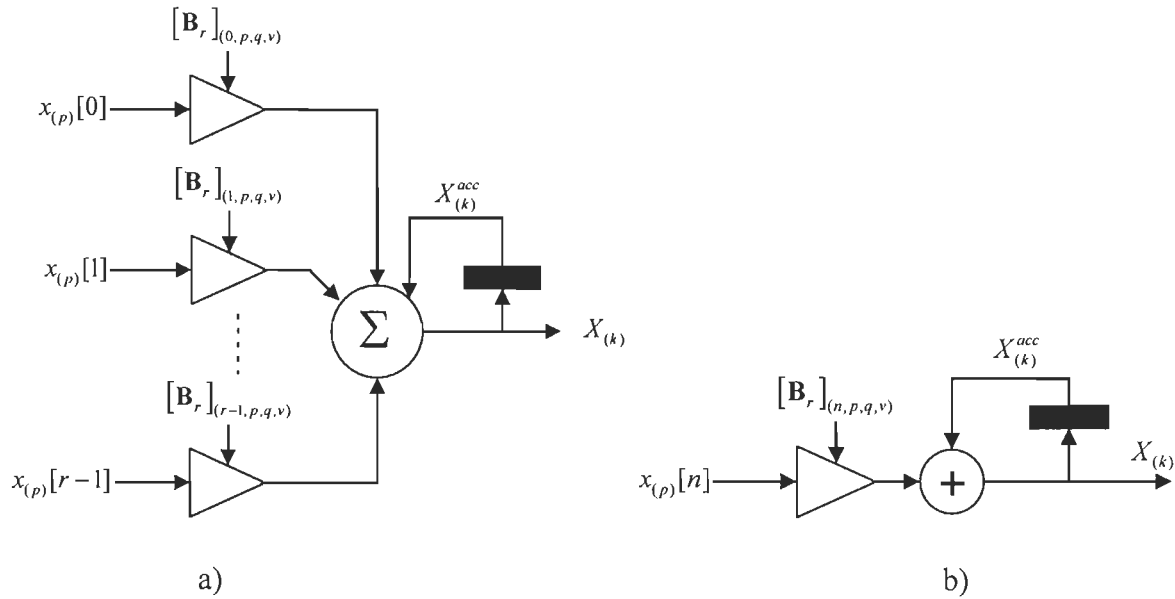 [B_r]_(0,p,q,v)
x_(p)[0]
[B_r]_(1,p,q,v)
x_(p)[1]
X^acc_(k)
Σ
X_(k)
[B_r]_(r−1,p,q,v)
x_(p)[r−1]
a)
X^acc_(k)
[B_r]_(n,p,q,v)
x_(p)[n]
+
X_(k)
b)